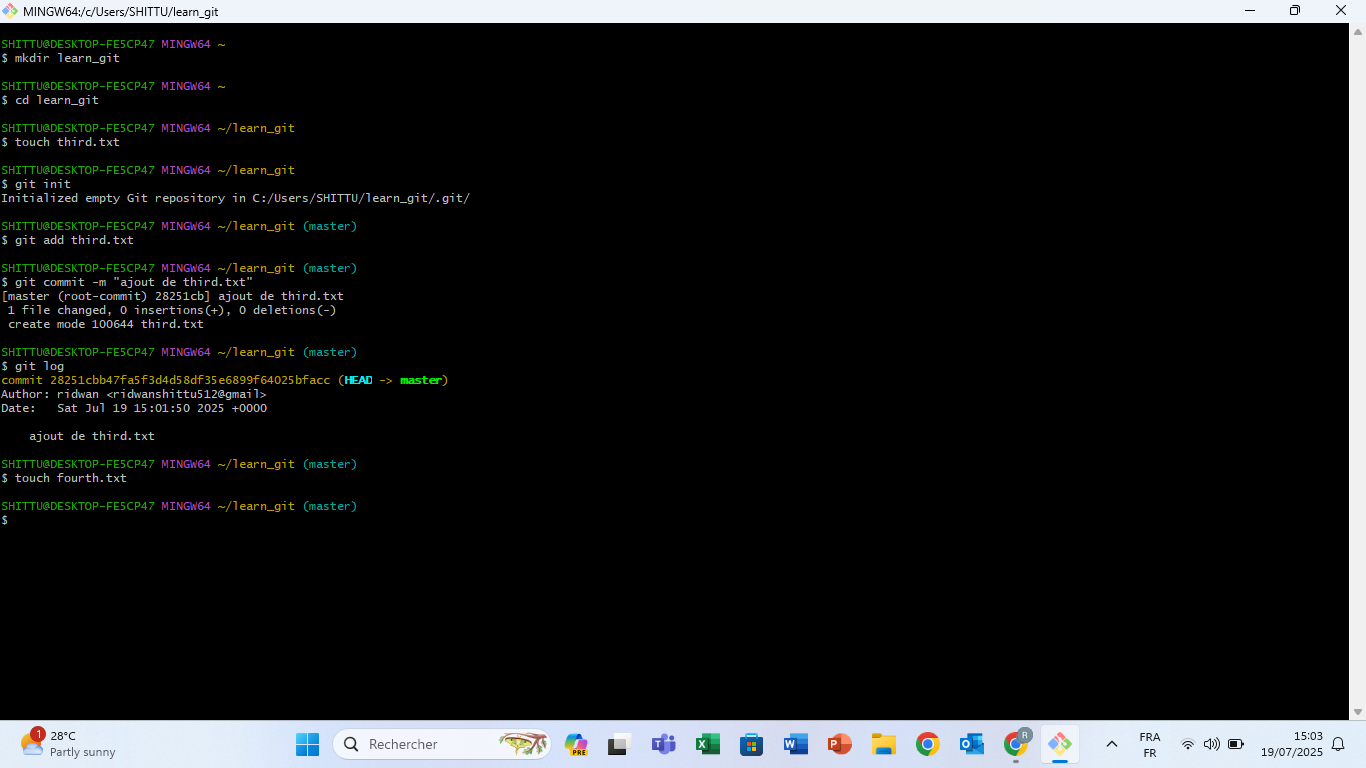 MINGW64:/c/Users/SHITTU/learn_git
SHITTU@DESKTOP-FE5CP47 MINGW64 ~
$ mkdir learn_git
SHITTU@DESKTOP-FE5CP47 MINGW64 ~
$ cd learn_git
SHITTU@DESKTOP-FE5CP47 MINGW64 ~/learn_git
$ touch third.txt
SHITTU@DESKTOP-FE5CP47 MINGW64 ~/learn_git
$ git init
Initialized empty Git repository in C:/Users/SHITTU/learn_git/.git/
SHITTU@DESKTOP-FE5CP47 MINGW64 ~/learn_git (master)
$ git add third.txt
SHITTU@DESKTOP-FE5CP47 MINGW64 ~/learn_git (master)
$ git commit -m "ajout de third.txt"
[master (root-commit) 28251cb] ajout de third.txt
 1 file changed, 0 insertions(+), 0 deletions(-)
 create mode 100644 third.txt
SHITTU@DESKTOP-FE5CP47 MINGW64 ~/learn_git (master)
$ git log
commit 28251cbb47fa5f3d4d58df35e6899f64025bfacc (HEAD -> master)
Author: ridwan <ridwanshittu512@gmail>
Date:   Sat Jul 19 15:01:50 2025 +0000
    ajout de third.txt
SHITTU@DESKTOP-FE5CP47 MINGW64 ~/learn_git (master)
$ touch fourth.txt
SHITTU@DESKTOP-FE5CP47 MINGW64 ~/learn_git (master)
$
1
28°C
Partly sunny
Rechercher
PRE
R
FRA
FR
15:03
19/07/2025